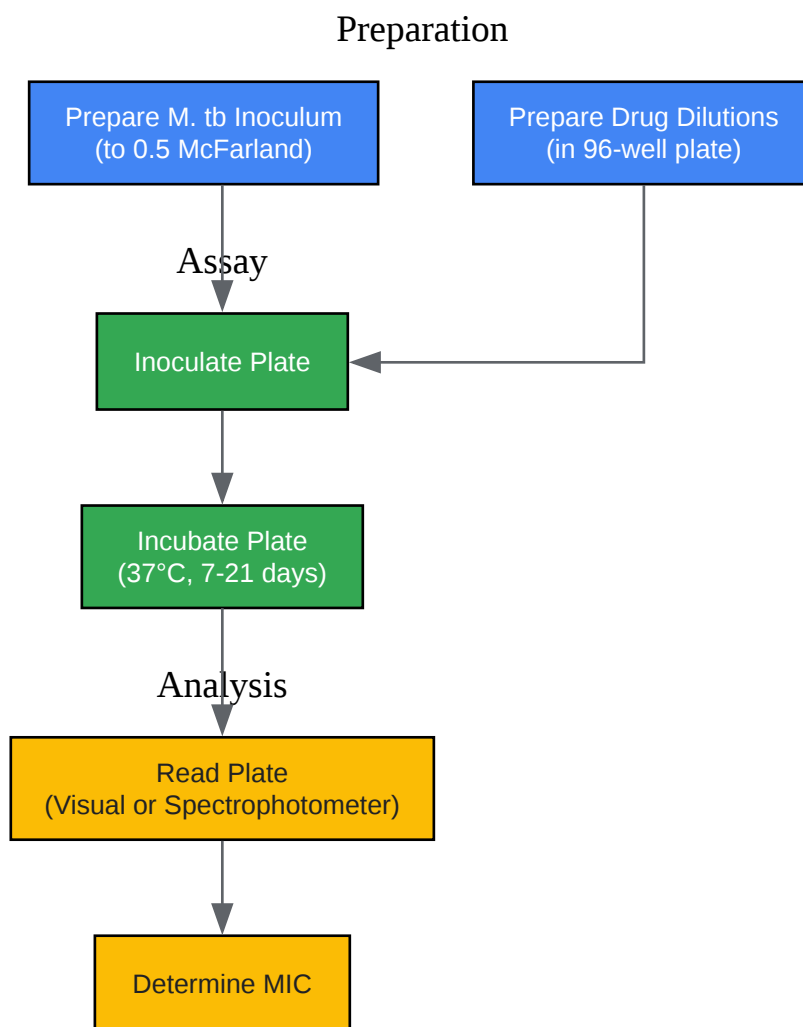 Preparation
Prepare M. tb Inoculum
(to 0.5 McFarland)
Prepare Drug Dilutions
(in 96-well plate)
Assay
Inoculate Plate
Incubate Plate
(37°C, 7-21 days)
Analysis
Read Plate
(Visual or Spectrophotometer)
Determine MIC